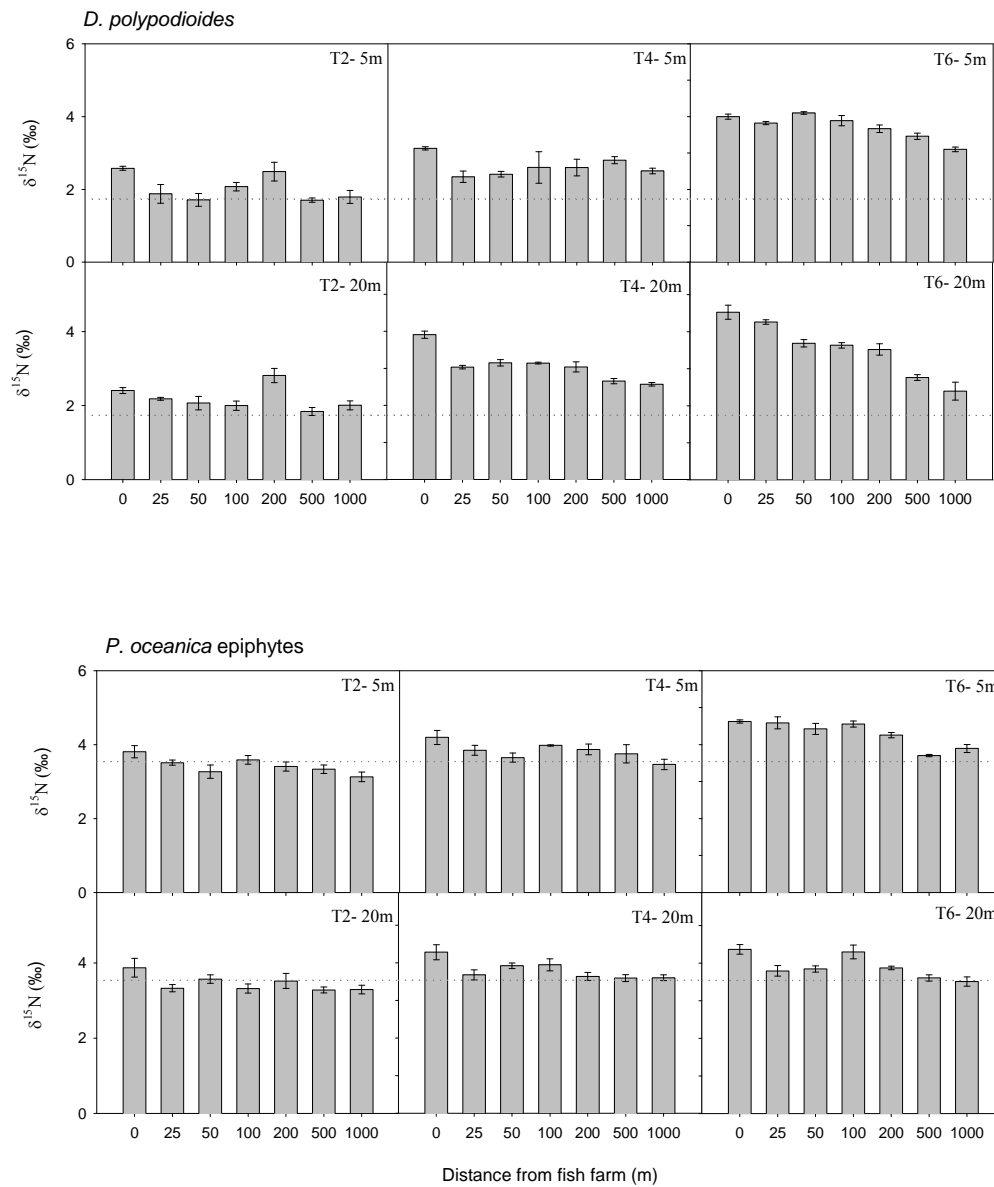 D. polypodioides
T2- 5m T4- 5m T6- 5m
6
4
2
0
δ15N (‰)
T2- 20m T4- 20m T6- 20m
4
2
0
δ15N (‰)
0 25 50 100 200 500 1000 0 25 50 100 200 500 1000 0 25 50 100 200 500 1000
P. oceanica epiphytes
T2- 5m T4- 5m T6- 5m
6
4
2
0
δ15N (‰)
T2- 20m T4- 20m T6- 20m
4
2
0
δ15N (‰)
0 25 50 100 200 500 1000 0 25 50 100 200 500 1000 0 25 50 100 200 500 1000
Distance from fish farm (m)